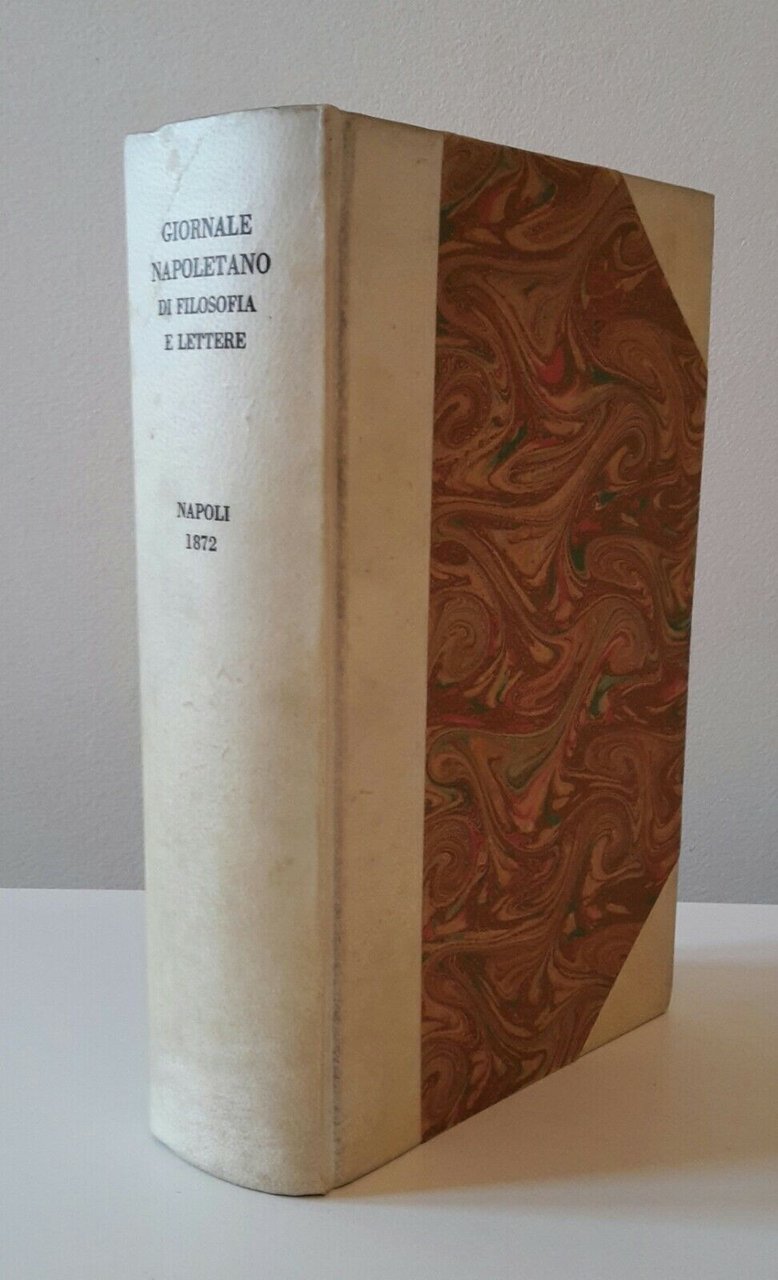 GIORNALE
NAPOLETANO
DI FILOSOFIA
E LETTERE
NAPOLI
1872